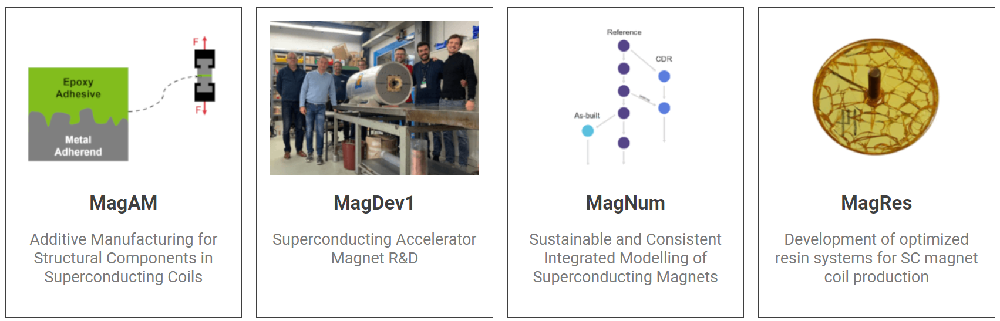 F
Epoxy
Adhesive
Metal
Adherend
F
MagAM
Additive Manufacturing for
Structural Components in
Superconducting Coils
MagDev1
Superconducting Accelerator
Magnet R&D
Reference
CDR
As-built
MagNum
Sustainable and Consistent
Integrated Modelling of
Superconducting Magnets
MagRes
Development of optimized
resin systems for SC magnet
coil production